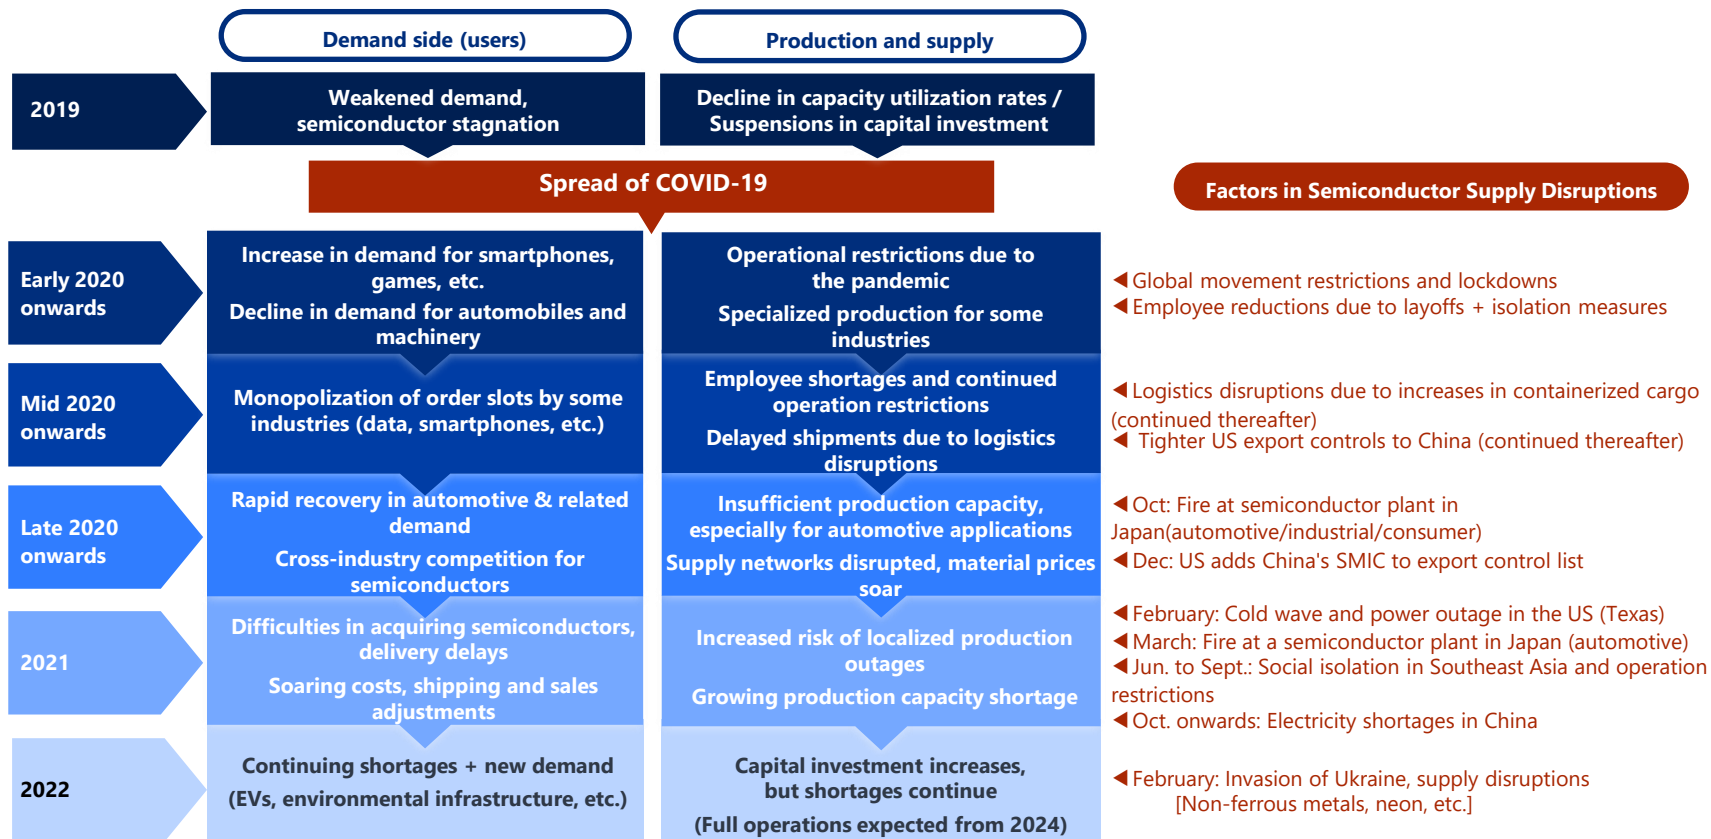 Demand side (users)
Production and supply
2019
Weakened demand,
semiconductor stagnation
Decline in capacity utilization rates /
Suspensions in capital investment
Spread of COVID-19
Factors in Semiconductor Supply Disruptions
Early 2020
onwards
Increase in demand for smartphones,
games, etc.
Decline in demand for automobiles and
machinery
Operational restrictions due to
the pandemic
Specialized production for some
industries
◀Global movement restrictions and lockdowns
◀Employee reductions due to layoffs + isolation measures
Mid 2020
onwards
Monopolization of order slots by some
industries (data, smartphones, etc.)
Employee shortages and continued
operation restrictions
Delayed shipments due to logistics
disruptions
◀Logistics disruptions due to increases in containerized cargo
(continued thereafter)
◀ Tighter US export controls to China (continued thereafter)
Late 2020
onwards
Rapid recovery in automotive & related
demand
Cross-industry competition for
semiconductors
Insufficient production capacity,
especially for automotive applications
Supply networks disrupted, material prices
soar
◀Oct: Fire at semiconductor plant in
Japan(automotive/industrial/consumer)
◀Dec: US adds China's SMIC to export control list
2021
Difficulties in acquiring semiconductors,
delivery delays
Soaring costs, shipping and sales
adjustments
Increased risk of localized production
outages
Growing production capacity shortage
◀February: Cold wave and power outage in the US (Texas)
◀March: Fire at a semiconductor plant in Japan (automotive)
◀Jun. to Sept.: Social isolation in Southeast Asia and operation
restrictions
◀Oct. onwards: Electricity shortages in China
2022
Continuing shortages + new demand
(EVs, environmental infrastructure, etc.)
Capital investment increases,
but shortages continue
(Full operations expected from 2024)
◀February: Invasion of Ukraine, supply disruptions
[Non-ferrous metals, neon, etc.]